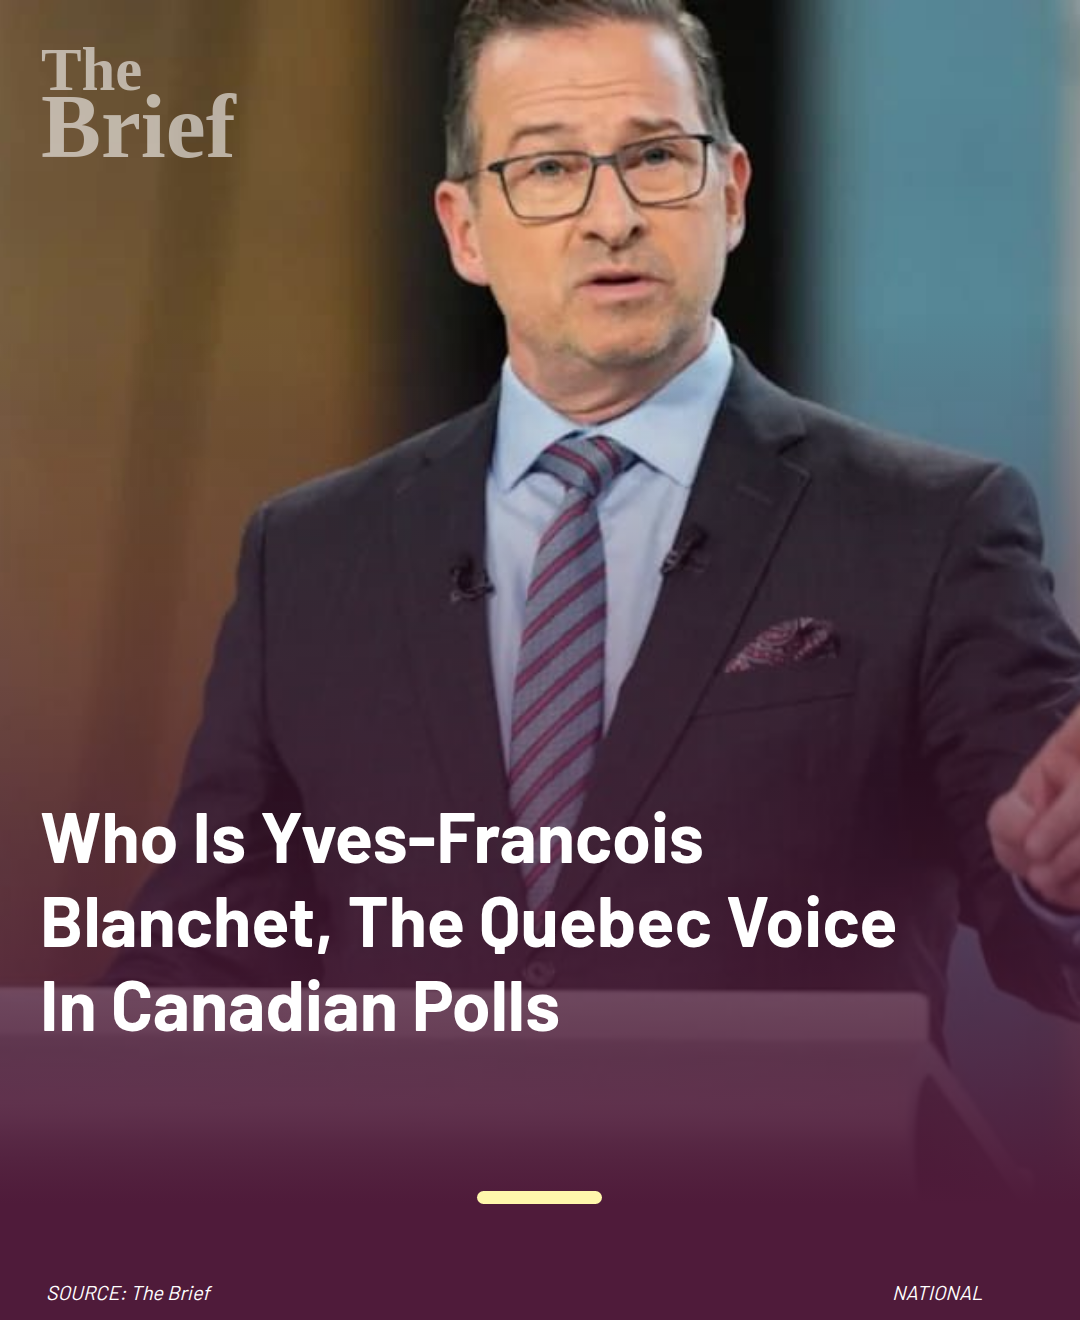 The
Brief
Who Is Yves-Francois
Blanchet, The Quebec Voice
In Canadian Polls
SOURCE: The Brief
NATIONAL